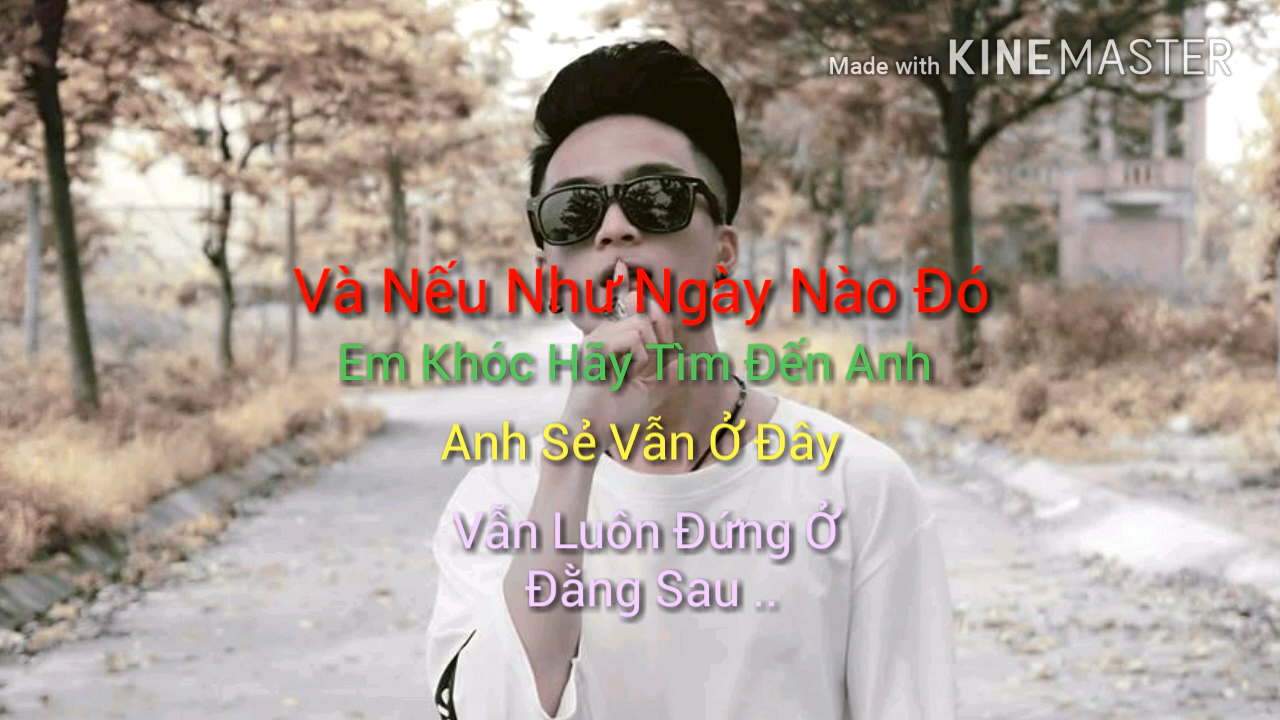 Made with KINEMASTER
Và Nếu Như Ngày Nào Đó
Em Khóc Hãy Tìm Đến Anh
Anh Sẻ Vẫn Ở Đây
Vẫn Luôn Đứng Ở
Đằng Sau ..